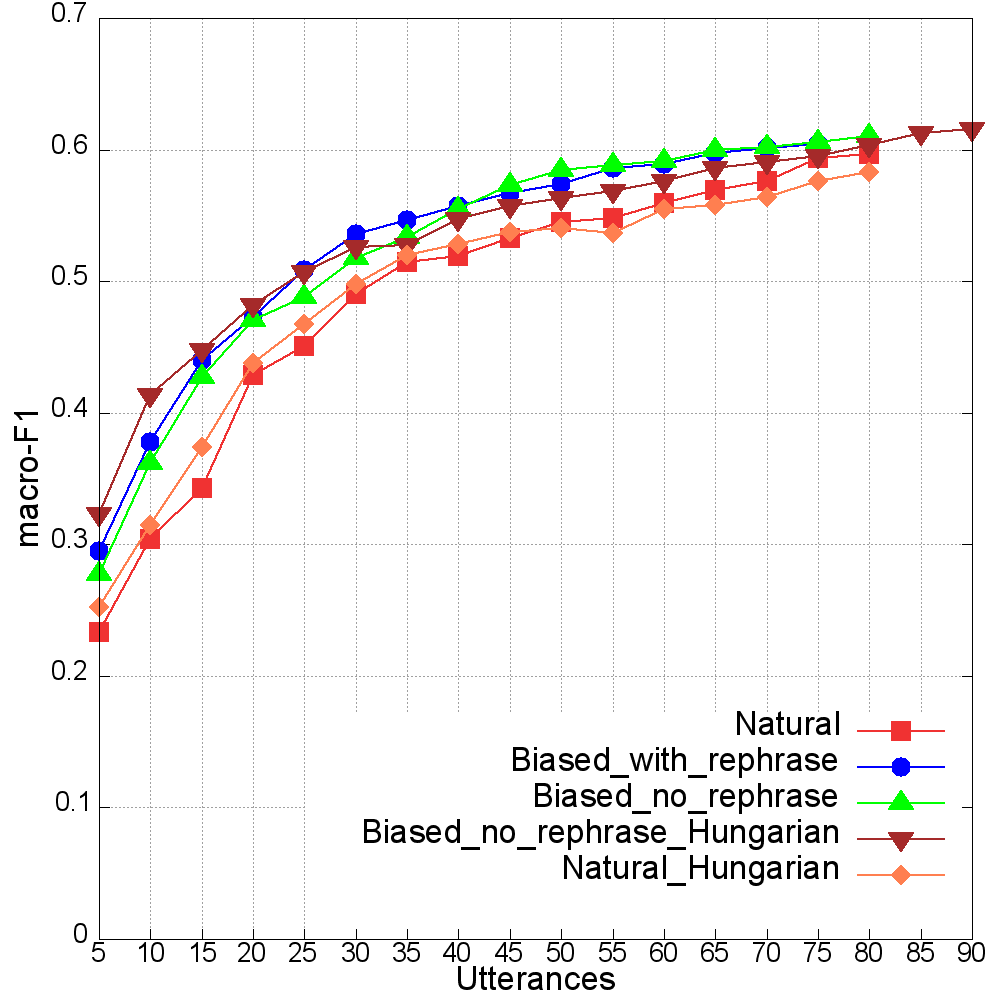 0.7
0.6
0.5
0.4
0.3
0.2
0.1
0
macro-F1
Natural
Biased_with_rephrase
Biased_no_rephrase
Biased_no_rephrase_Hungarian
Natural_Hungarian
5 10 15 20 25 30 35 40 45 50 55 60 65 70 75 80 85 90
Utterances